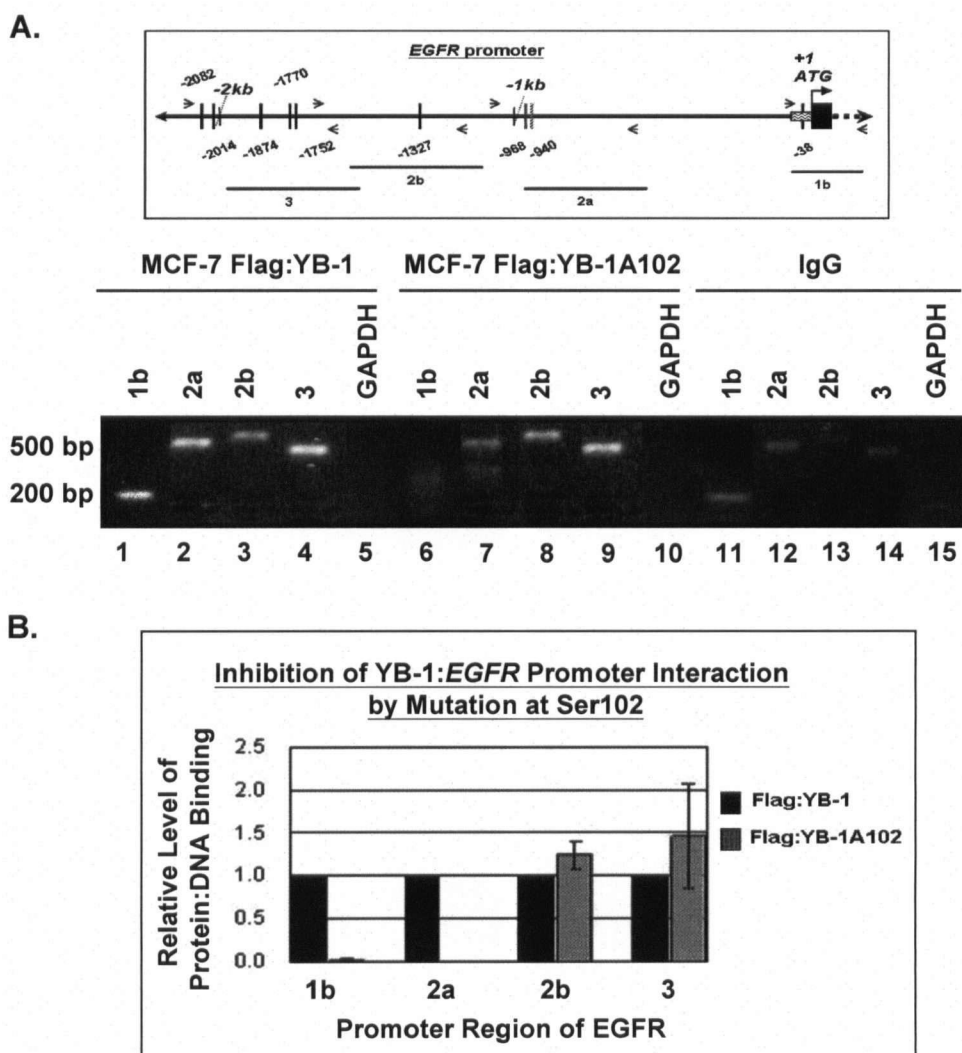 A.
EGFR promoter
-2082 -2kb -1770 -1kb +1
ATG
-2014 -1874 -1752 -1327 -968 -940 -38
2b 1b
3 2a
MCF-7 Flag:YB-1 MCF-7 Flag:YB-1A102 IgG
1b 2a 2b 3 GAPDH 1b 2a 2b 3 GAPDH 1b 2a 2b 3 GAPDH
500 bp
200 bp
1 2 3 4 5 6 7 8 9 10 11 12 13 14 15
B.
Inhibition of YB-1:EGFR Promoter Interaction
by Mutation at Ser102
Relative Level of
Protein:DNA Binding
2.5
2.0
1.5
1.0
0.5
0.0
Flag:YB-1
Flag:YB-1A102
1b 2a 2b 3
Promoter Region of EGFR